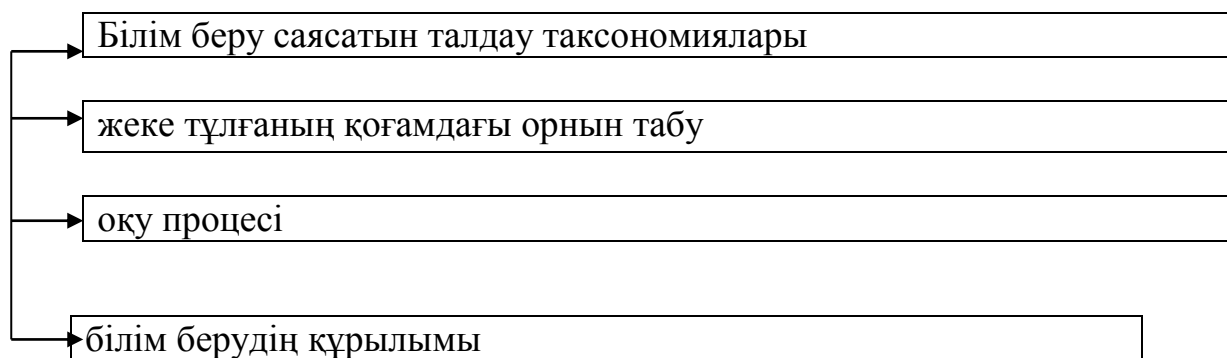 Білім беру саясатын талдау таксономиялары
жеке тұлғаның қоғамдағы орнын табу
оқу процесі
білім берудің құрылымы